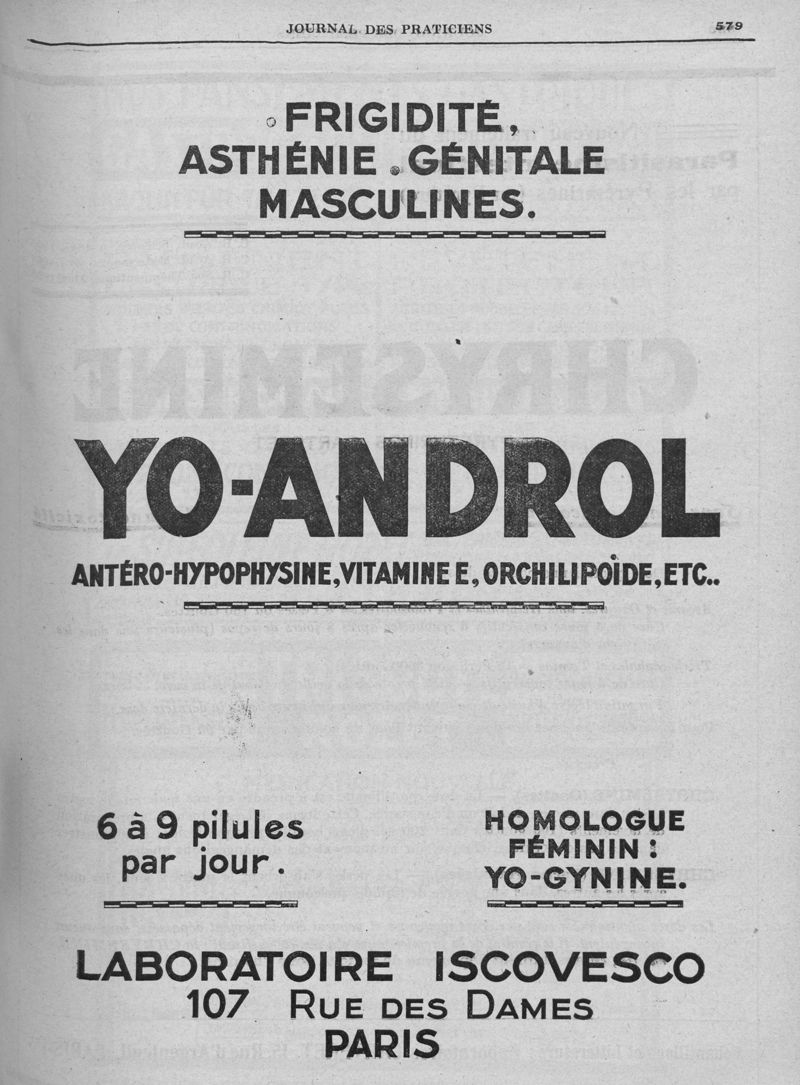 JOURNAL DES PRATICIENS 579
FRIGIDITÉ,
ASTHÉNIE GÉNITALE
MASCULINES.
CHRYSEMINE
YO-ANDROL
ANTÉRO-HYPOPHYSINE, VITAMINE E, ORCHILIPOÏDE, ETC..
6 à 9 pilules
par jour.
HOMOLOGUE
FÉMININ :
YO-GYNINE.
LABORATOIRE ISCOVESCO
107 RUE DES DAMES
PARIS